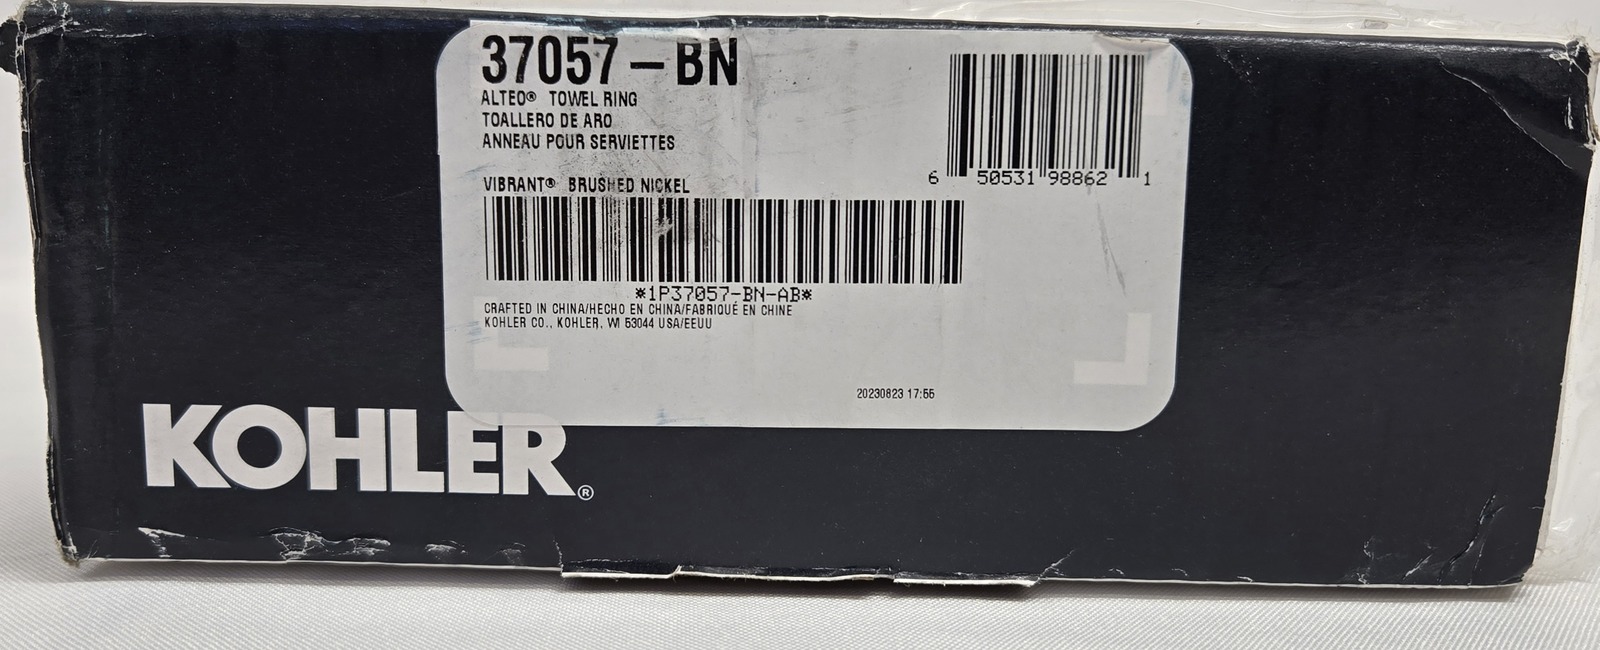 37057-BN
ALTEO® TOWEL RING
TOALLERO DE ARO
ANNEAU POUR SERVIETTES
VIBRANT® BRUSHED NICKEL
6 50531 98862 1
*1P37057-BN-AB*
CRAFTED IN CHINA/HECHO EN CHINA/FABRIQUÉ EN CHINE
KOHLER CO., KOHLER, WI 53044 USA/EEUU
20230823 17:55
KOHLER®